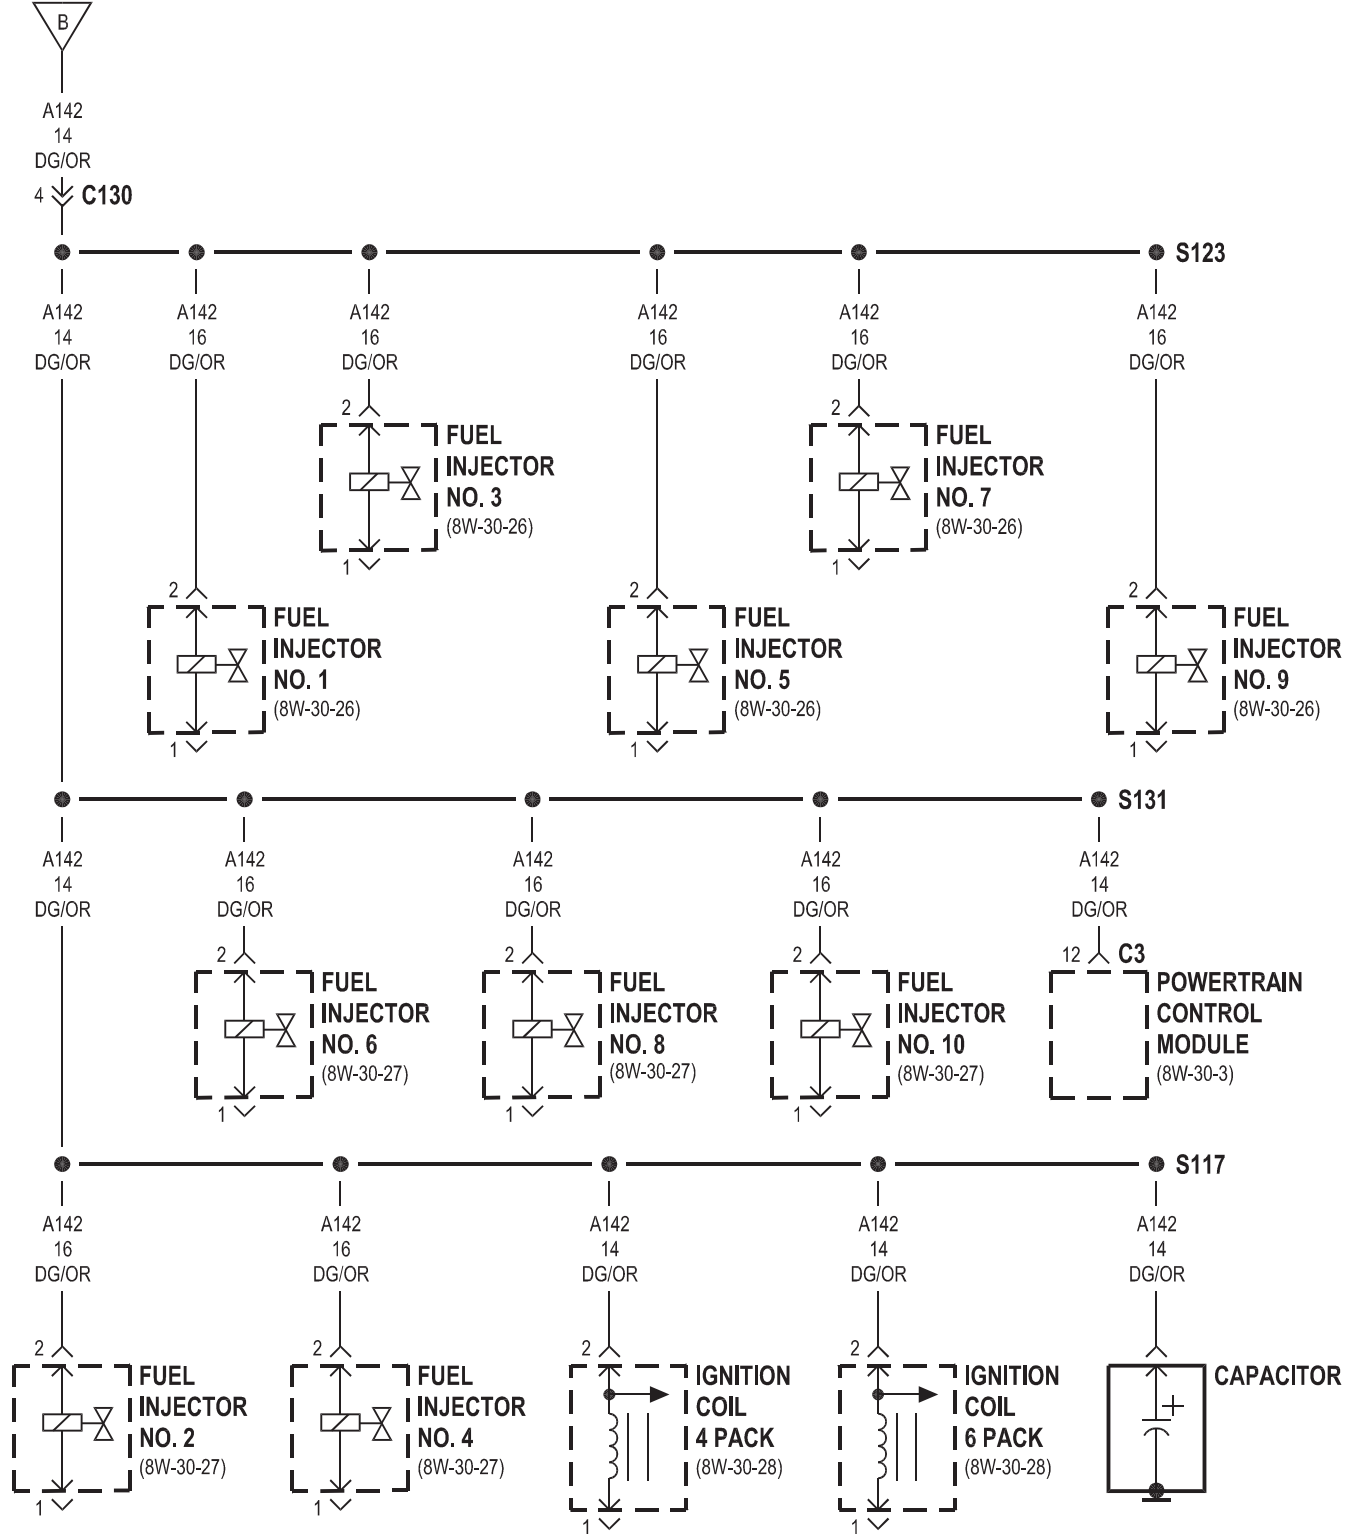 B
A142
14
DG/OR
4 C130
S123
A142 A142 A142 A142 A142 A142
14 16 16 16 16 16
DG/OR DG/OR DG/OR DG/OR DG/OR DG/OR
2 2
FUEL FUEL
INJECTOR INJECTOR
NO. 3 NO. 7
(8W-30-26) (8W-30-26)
1 1
2 2 2
FUEL FUEL FUEL
INJECTOR INJECTOR INJECTOR
NO. 1 NO. 5 NO. 9
(8W-30-26) (8W-30-26) (8W-30-26)
1 1 1
S131
A142 A142 A142 A142 A142
14 16 16 16 14
DG/OR DG/OR DG/OR DG/OR DG/OR
2 2 2 12 C3
FUEL FUEL FUEL POWERTRAIN
INJECTOR INJECTOR INJECTOR CONTROL
NO. 6 NO. 8 NO. 10 MODULE
(8W-30-27) (8W-30-27) (8W-30-27) (8W-30-3)
1 1 1
S117
A142 A142 A142 A142 A142
16 16 14 14 14
DG/OR DG/OR DG/OR DG/OR DG/OR
2 2 2 2
FUEL FUEL IGNITION IGNITION CAPACITOR
INJECTOR INJECTOR COIL COIL +
NO. 2 NO. 4 4 PACK 6 PACK
(8W-30-27) (8W-30-27) (8W-30-28) (8W-30-28)
1 1 1 1